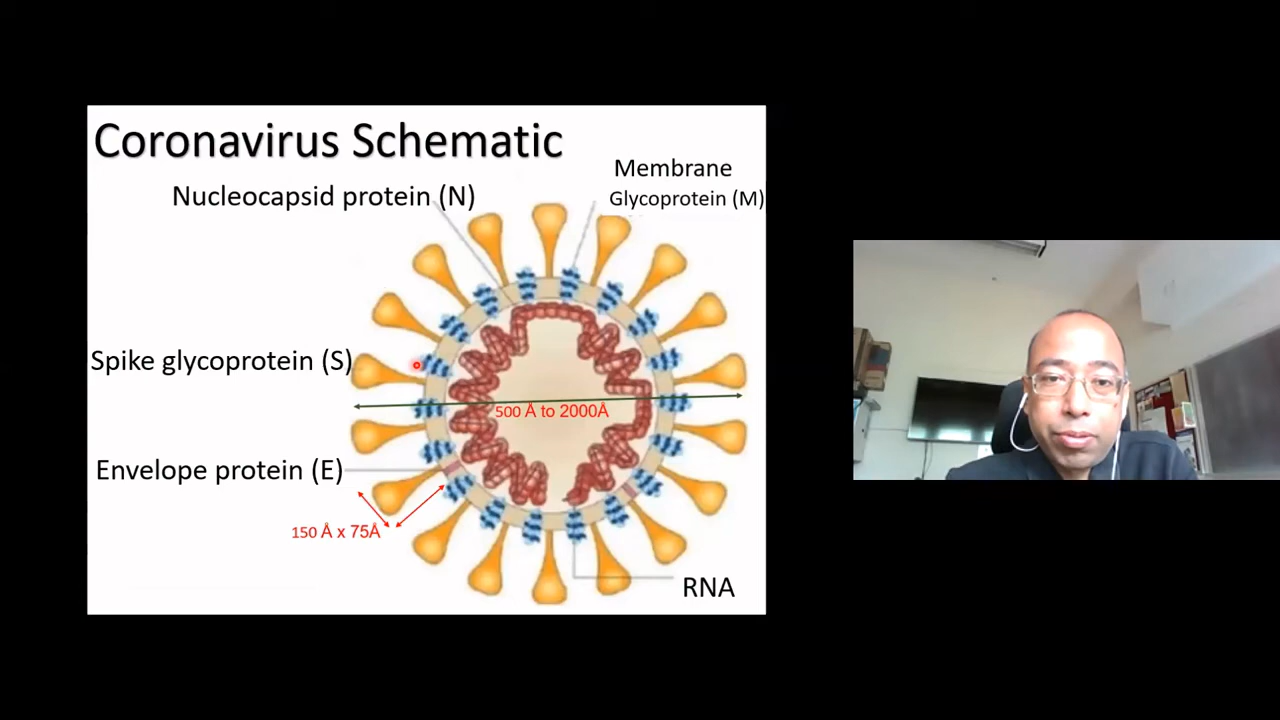 Coronavirus Schematic
Membrane
Glycoprotein (M)
Nucleocapsid protein (N)
Spike glycoprotein (S)
500 Å to 2000Å
Envelope protein (E)
150 Å x 75Å
RNA